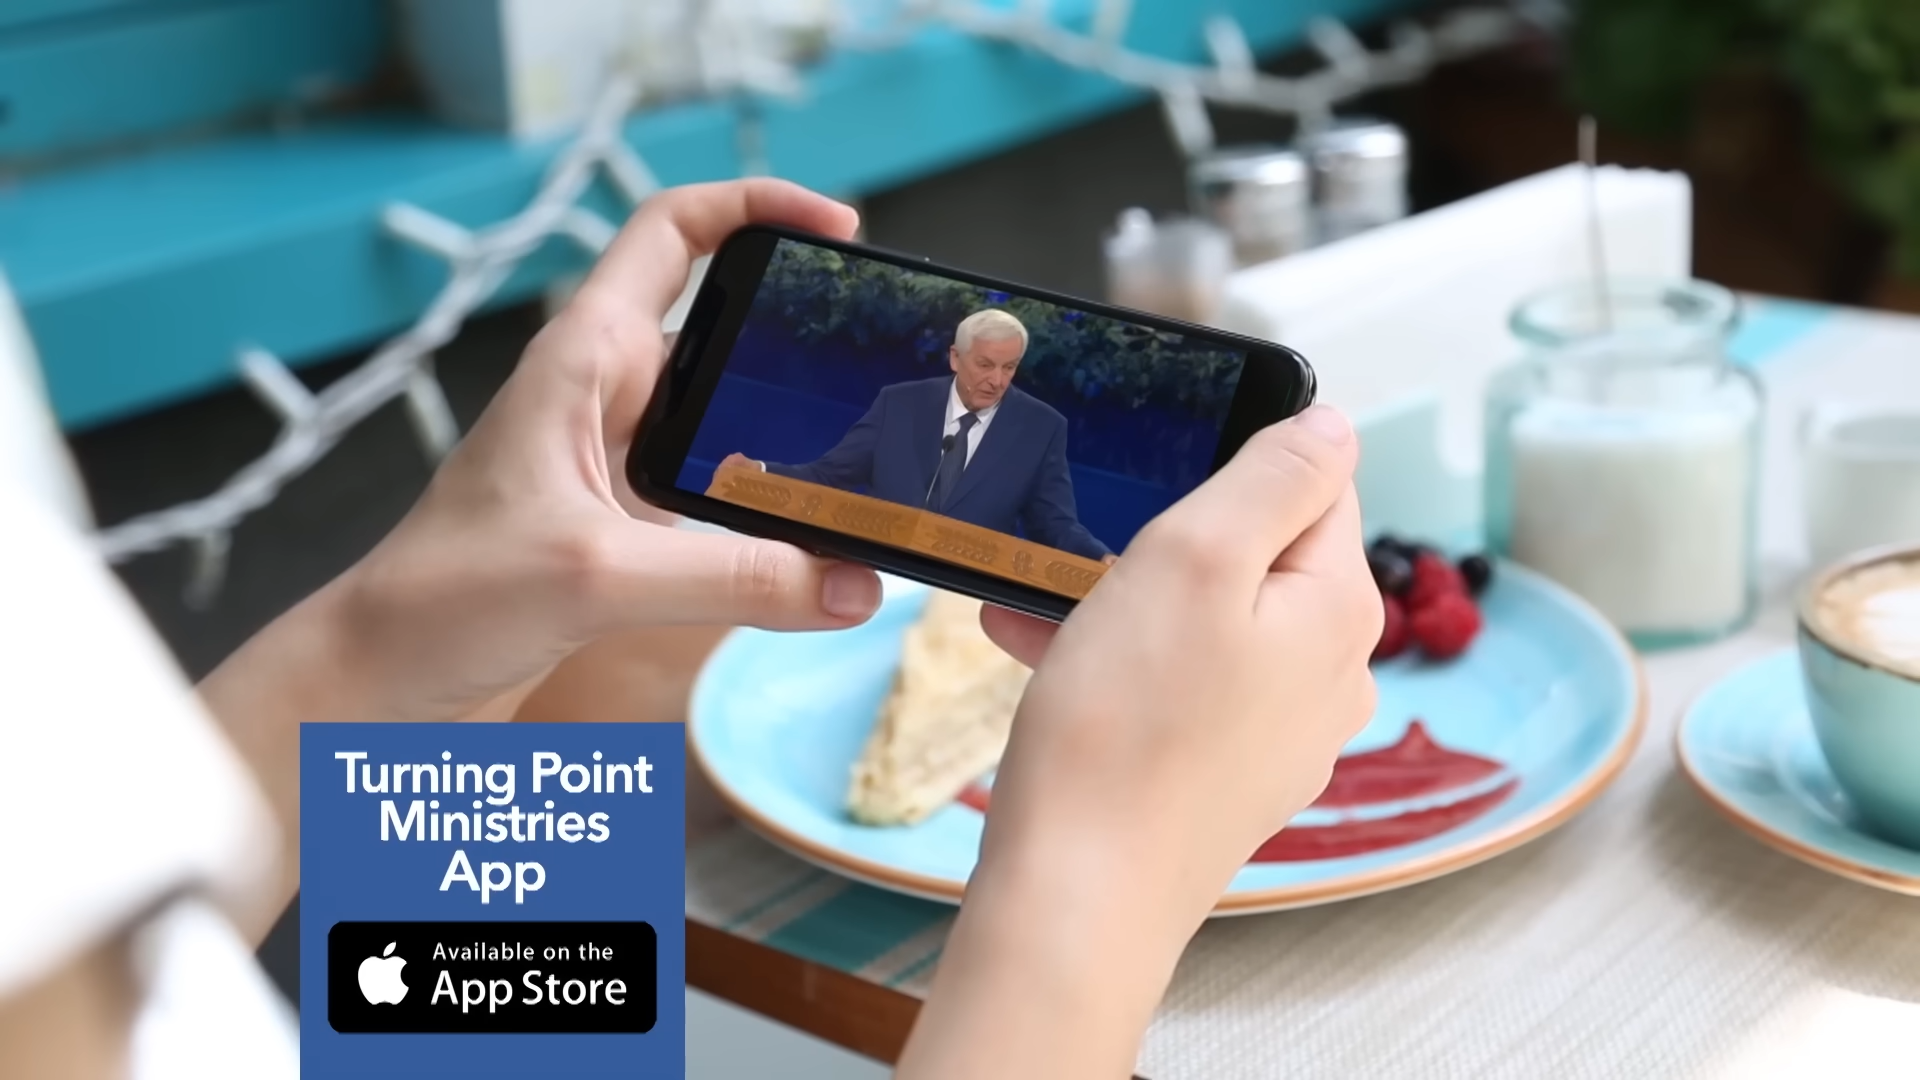 Turning Point
Ministries
App
Available on the
App Store